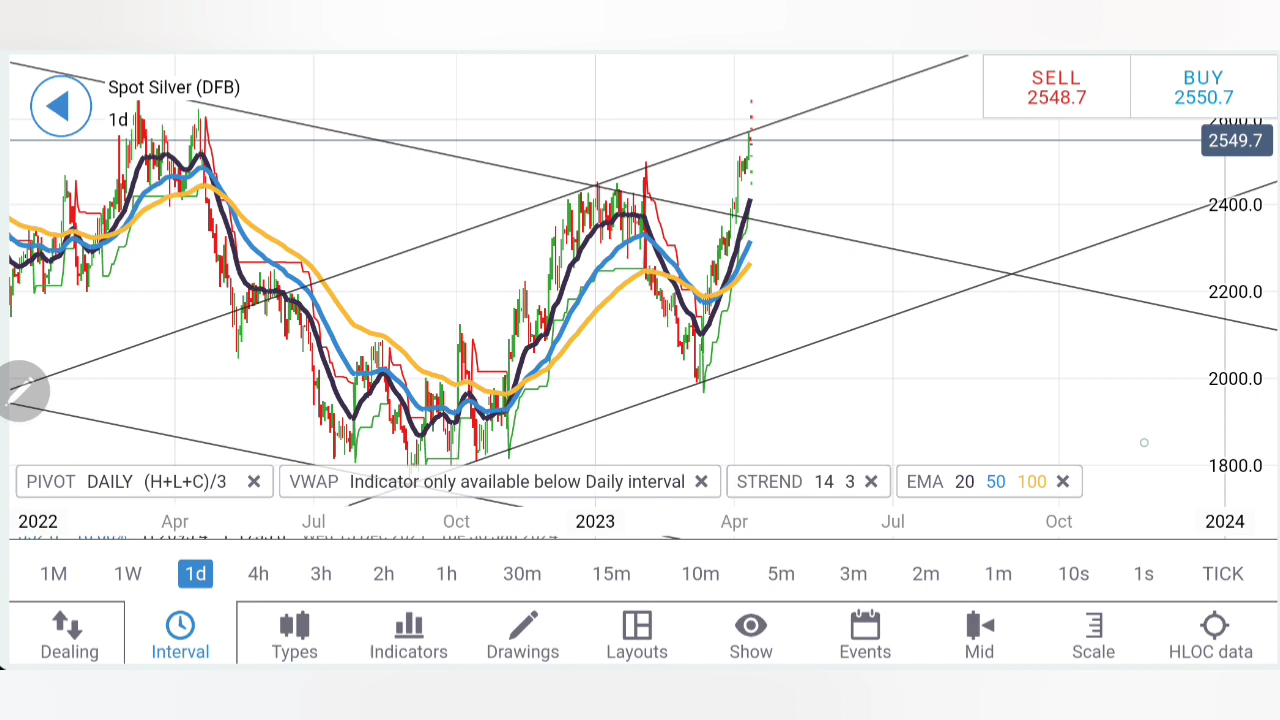 Spot Silver (DFB)
1d
SELL
2548.7
BUY
2550.7
2600.0
2549.7
2400.0
2200.0
2000.0
1800.0
PIVOT DAILY (H+L+C)/3
VWAP Indicator only available below Daily interval
STREND 14 3
EMA 20 50 100
2022 Apr Jul Oct 2023 Apr Jul Oct 2024
1M 1W 1d 4h 3h 2h 1h 30m 15m 10m 5m 3m 2m 1m 10s 1s TICK
Dealing Interval Types Indicators Drawings Layouts Show Events Mid Scale HLOC data